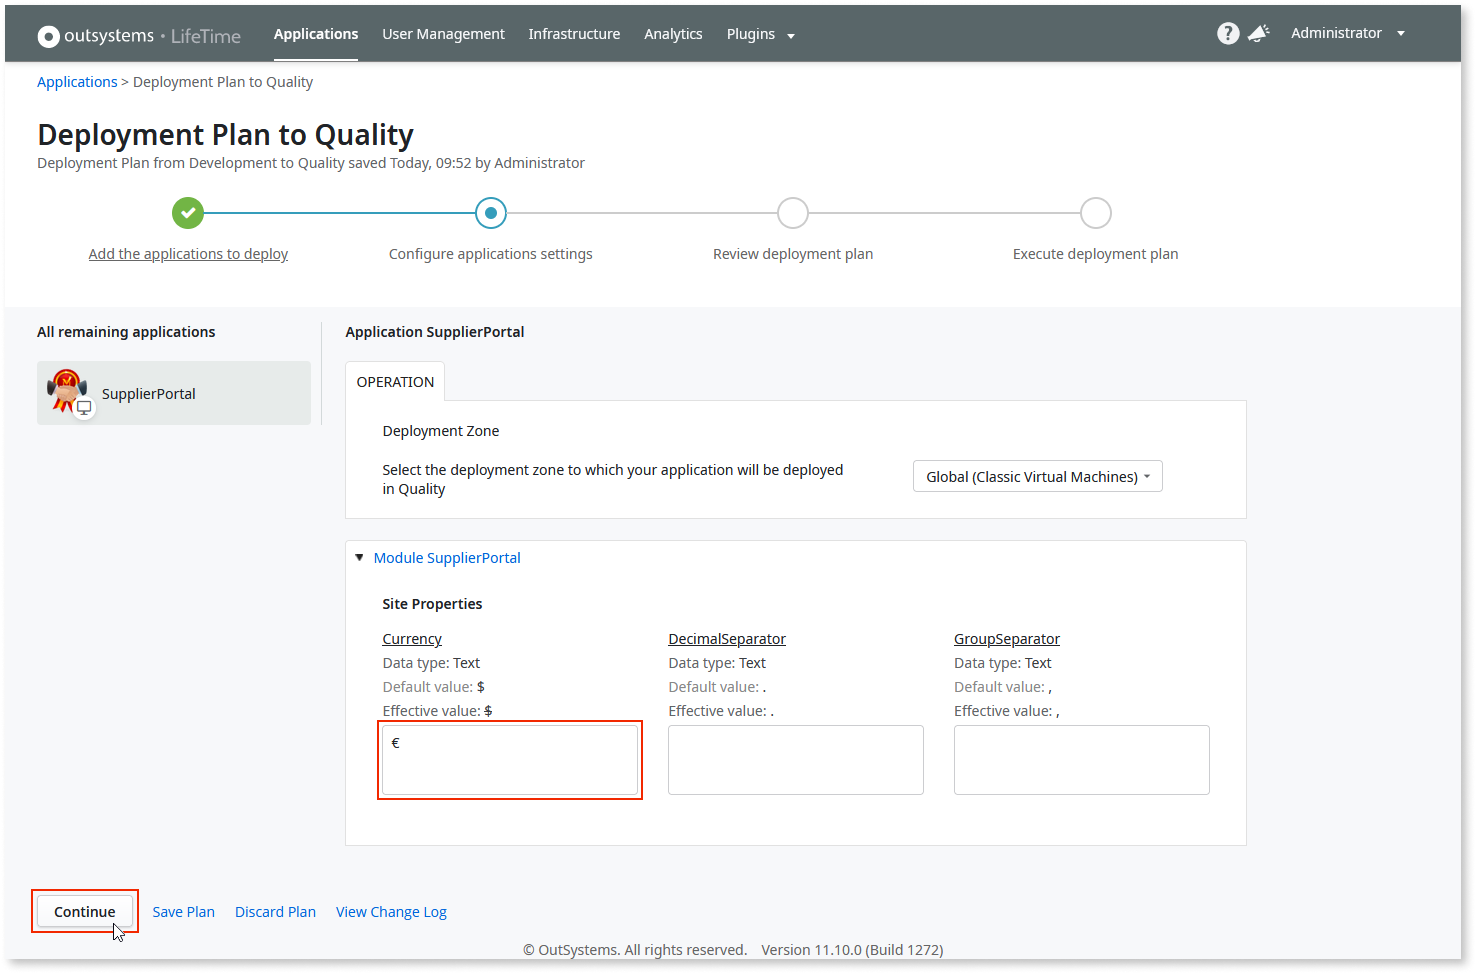 outsystems · LifeTime Applications User Management Infrastructure Analytics Plugins ? Administrator
Applications > Deployment Plan to Quality
Deployment Plan to Quality
Deployment Plan from Development to Quality saved Today, 09:52 by Administrator
Add the applications to deploy Configure applications settings Review deployment plan Execute deployment plan
All remaining applications
SupplierPortal
Application SupplierPortal
OPERATION
Deployment Zone
Select the deployment zone to which your application will be deployed
in Quality
Global (Classic Virtual Machines)
Module SupplierPortal
Site Properties
Currency
Data type: Text
Default value: $
Effective value: $
€
DecimalSeparator
Data type: Text
Default value: .
Effective value: .
GroupSeparator
Data type: Text
Default value: ,
Effective value: ,
Continue Save Plan Discard Plan View Change Log
© OutSystems. All rights reserved. Version 11.10.0 (Build 1272)